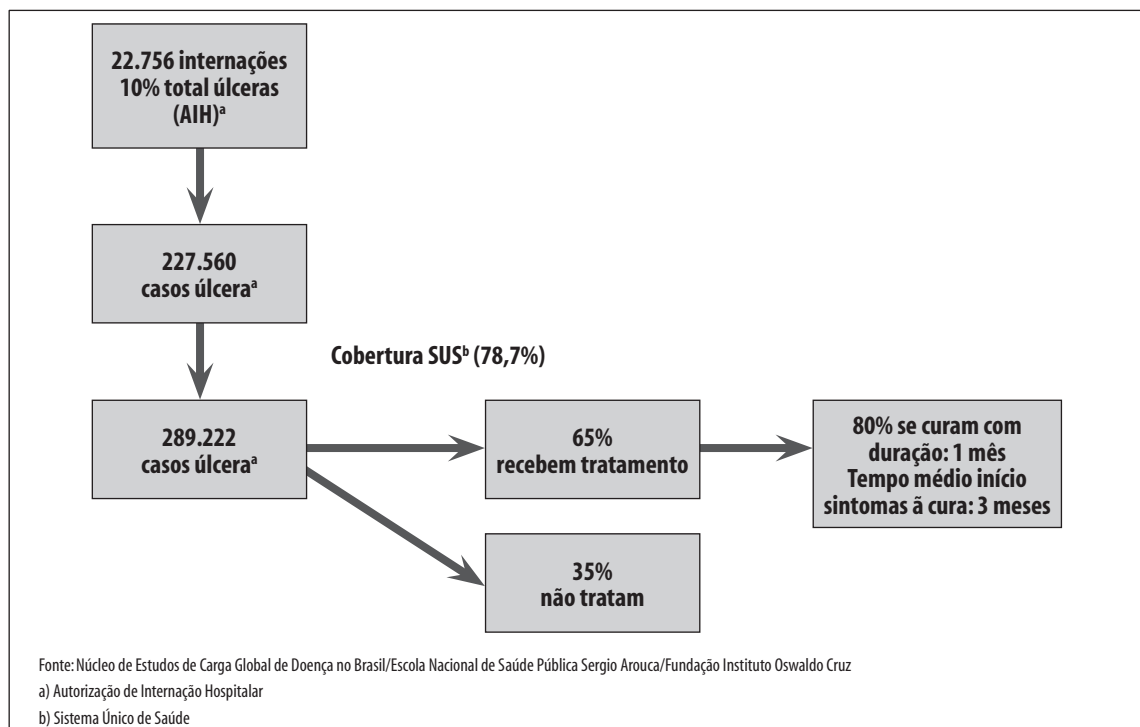 22.756 internações
10% total úlceras
(AIH)ª
227.560
casos úlceraª
Cobertura SUSᵇ (78,7%)
289.222
casos úlceraª
65%
recebem tratamento
80% se curam com
duração: 1 mês
Tempo médio início
sintomas ã cura: 3 meses
35%
não tratam
Fonte: Núcleo de Estudos de Carga Global de Doença no Brasil/Escola Nacional de Saúde Pública Sergio Arouca/Fundação Instituto Oswaldo Cruz
a) Autorização de Internação Hospitalar
b) Sistema Único de Saúde